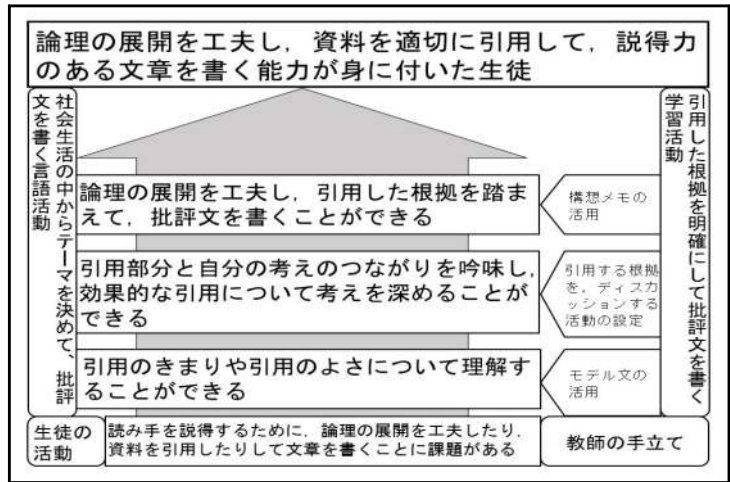 論理の展開を工夫し，資料を適切に引用して，説得力
のある文章を書く能力が身に付いた生徒
社会生活の中からテーマを決めて、批評
文を書く言語活動
論理の展開を工夫し，引用した根拠を踏ま
えて，批評文を書くことができる
構想メモの
活用
引用部分と自分の考えのつながりを吟味し，
効果的な引用について考えを深めることが
できる
引用する根拠
を，ディスカ
ッションする
活動の設定
引用のきまりや引用のよさについて理解す
ることができる
モデル文の
活用
引用した根拠を明確にして批評文を書く
学習活動
生徒の
活動
読み手を説得するために，論理の展開を工夫したり，
資料を引用したりして文章を書くことに課題がある
教師の手立て